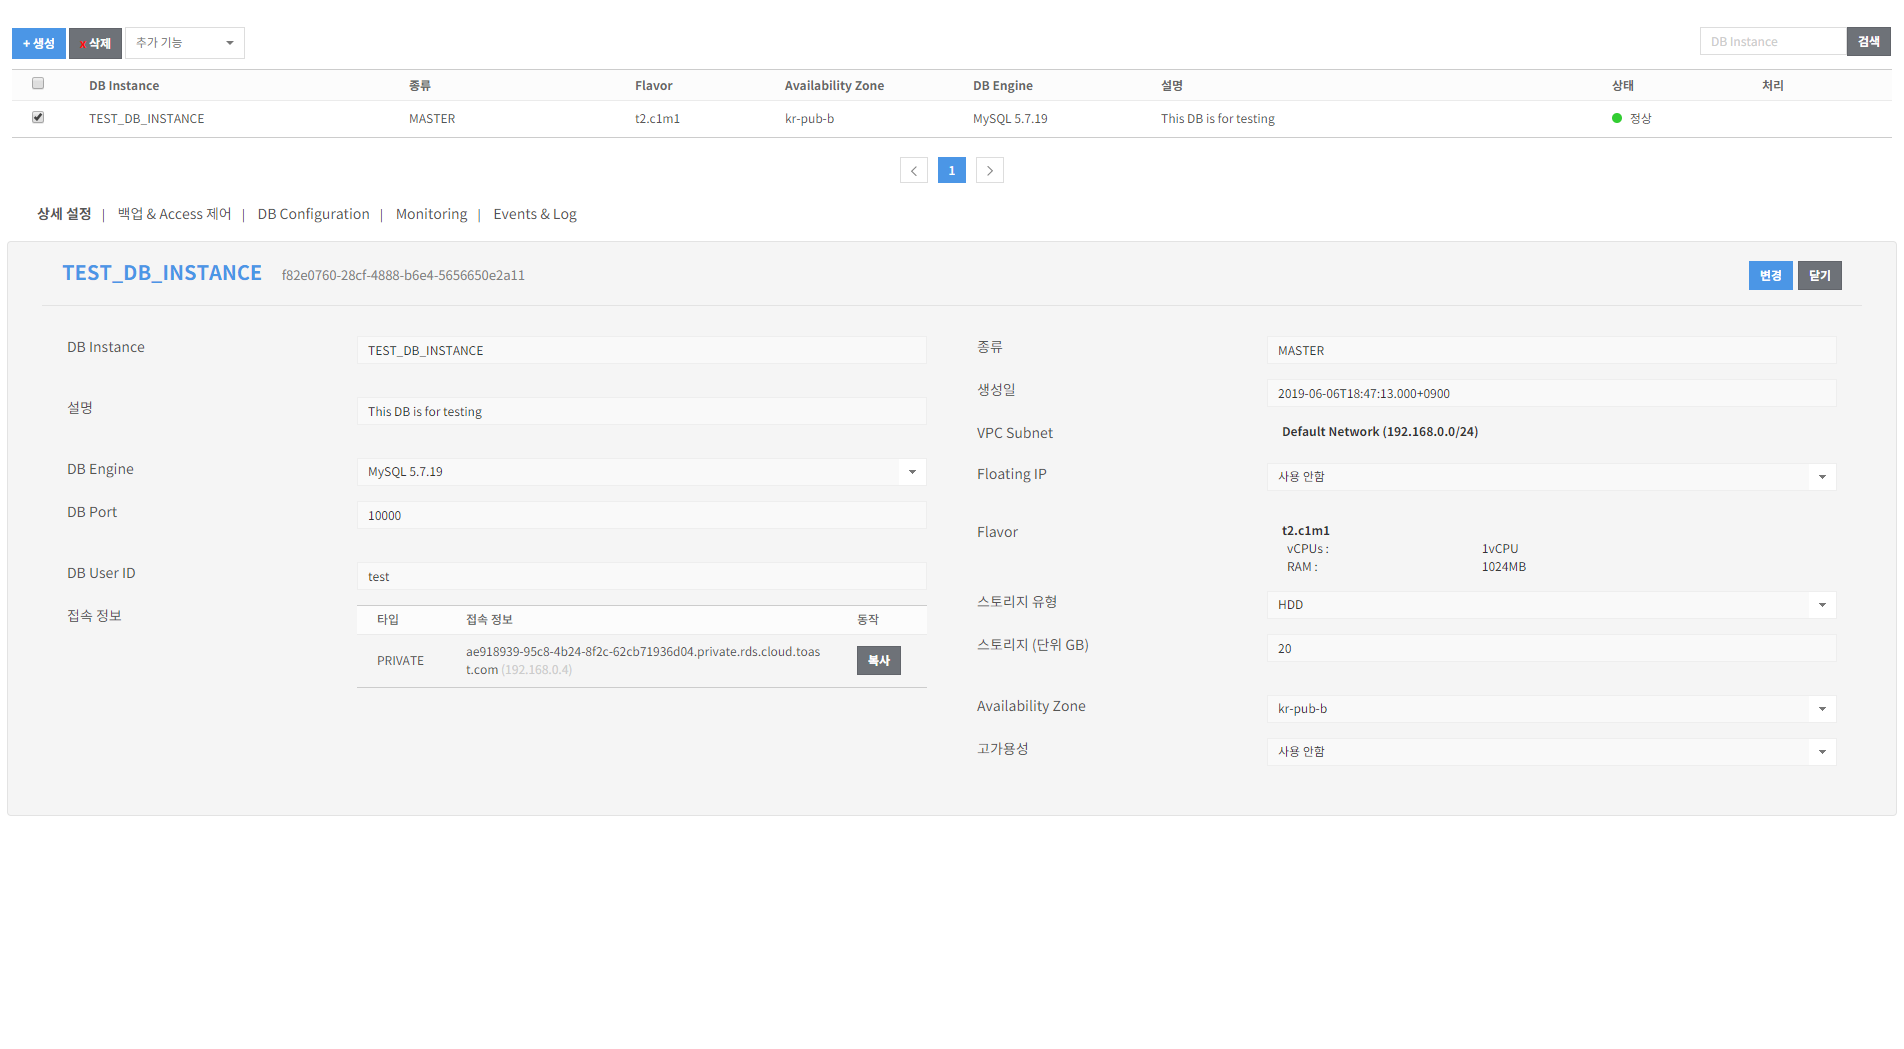 + 생성 x 삭제 추가 기능 DB Instance 검색
DB Instance 종류 Flavor Availability Zone DB Engine 설명 상태 처리
TEST_DB_INSTANCE MASTER t2.c1m1 kr-pub-b MySQL 5.7.19 This DB is for testing 정상
< 1 >
상세 설정 | 백업 & Access 제어 | DB Configuration | Monitoring | Events & Log
TEST_DB_INSTANCE f82e0760-28cf-4888-b6e4-5656650e2a11 변경 닫기
DB Instance TEST_DB_INSTANCE
설명 This DB is for testing
DB Engine MySQL 5.7.19
DB Port 10000
DB User ID test
접속 정보
타입 접속 정보 동작
PRIVATE ae918939-95c8-4b24-8f2c-62cb71936d04.private.rds.cloud.toas
t.com (192.168.0.4) 복사
종류 MASTER
생성일 2019-06-06T18:47:13.000+0900
VPC Subnet Default Network (192.168.0.0/24)
Floating IP 사용 안함
Flavor t2.c1m1
vCPUs : 1vCPU
RAM : 1024MB
스토리지 유형 HDD
스토리지 (단위 GB) 20
Availability Zone kr-pub-b
고가용성 사용 안함